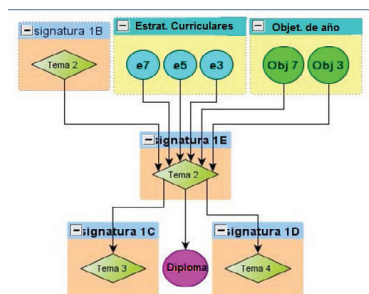 signatura 1B
Estrat. Curriculares
Objet. de año
Tema 2
e7
e5
e3
Obj 7
Obj 3
signatura 1E
Tema 2
signatura 1C
signatura 1D
Tema 3
Diploma
Tema 4